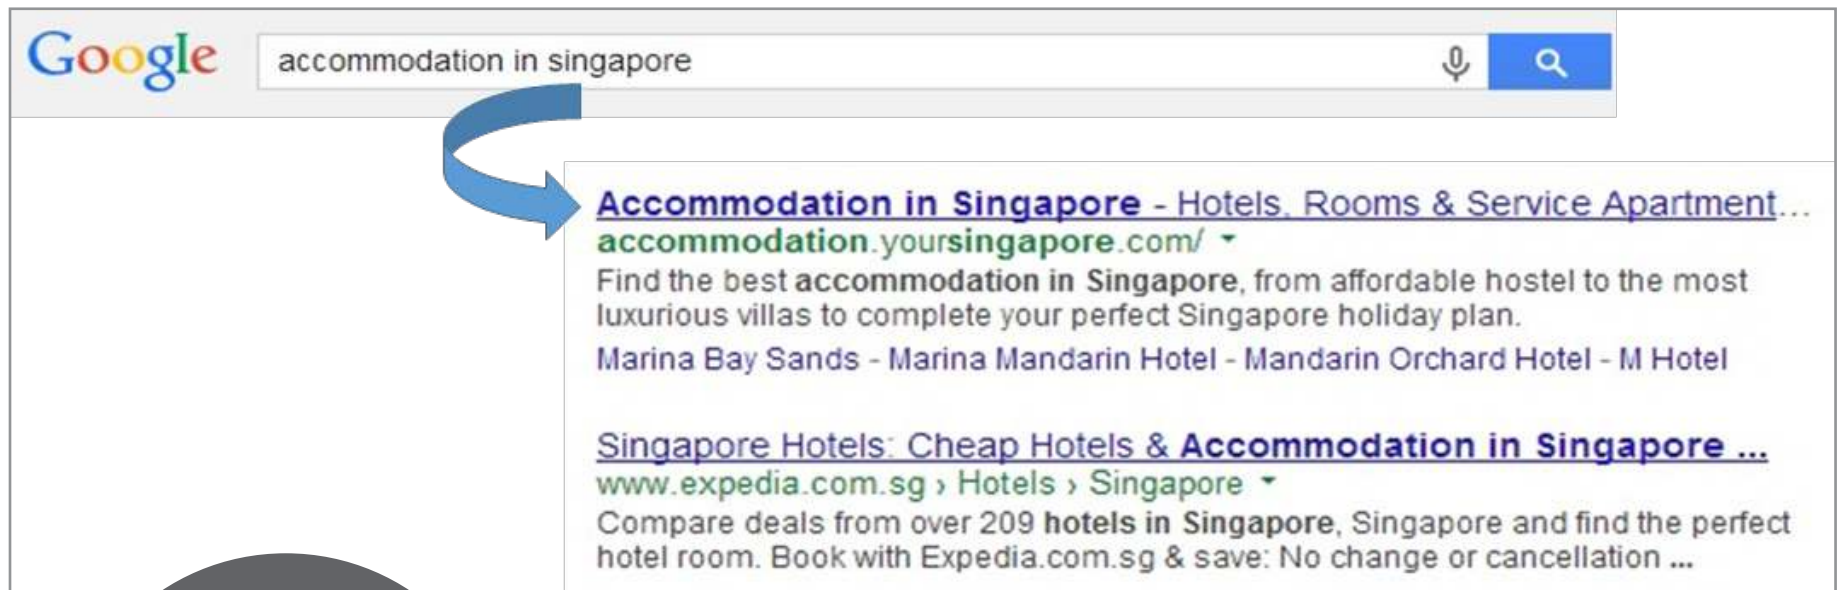 Google
accommodation in singapore
Accommodation in Singapore - Hotels, Rooms & Service Apartment...
accommodation.yoursingapore.com/
Find the best accommodation in Singapore, from affordable hostel to the most
luxurious villas to complete your perfect Singapore holiday plan.
Marina Bay Sands - Marina Mandarin Hotel - Mandarin Orchard Hotel - M Hotel
Singapore Hotels: Cheap Hotels & Accommodation in Singapore ...
www.expedia.com.sg › Hotels › Singapore
Compare deals from over 209 hotels in Singapore, Singapore and find the perfect
hotel room. Book with Expedia.com.sg & save: No change or cancellation ...